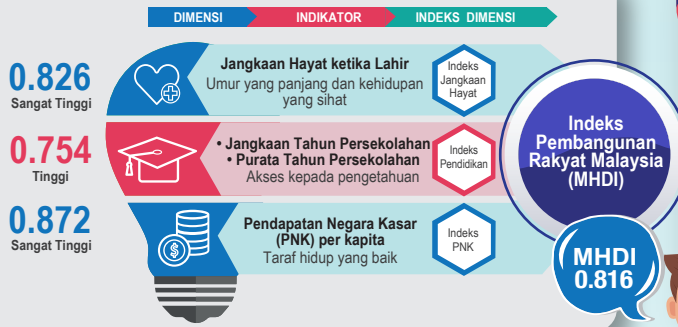 DIMENSI
INDIKATOR
INDEKS DIMENSI
0.826
Sangat Tinggi
Jangkaan Hayat ketika Lahir
Umur yang panjang dan kehidupan
yang sihat
Indeks
Jangkaan
Hayat
0.754
Tinggi
• Jangkaan Tahun Persekolahan
• Purata Tahun Persekolahan
Akses kepada pengetahuan
Indeks
Pendidikan
0.872
Sangat Tinggi
$
Pendapatan Negara Kasar
(PNK) per kapita
Taraf hidup yang baik
Indeks
PNK
Indeks
Pembangunan
Rakyat Malaysia
(MHDI)
MHDI
0.816